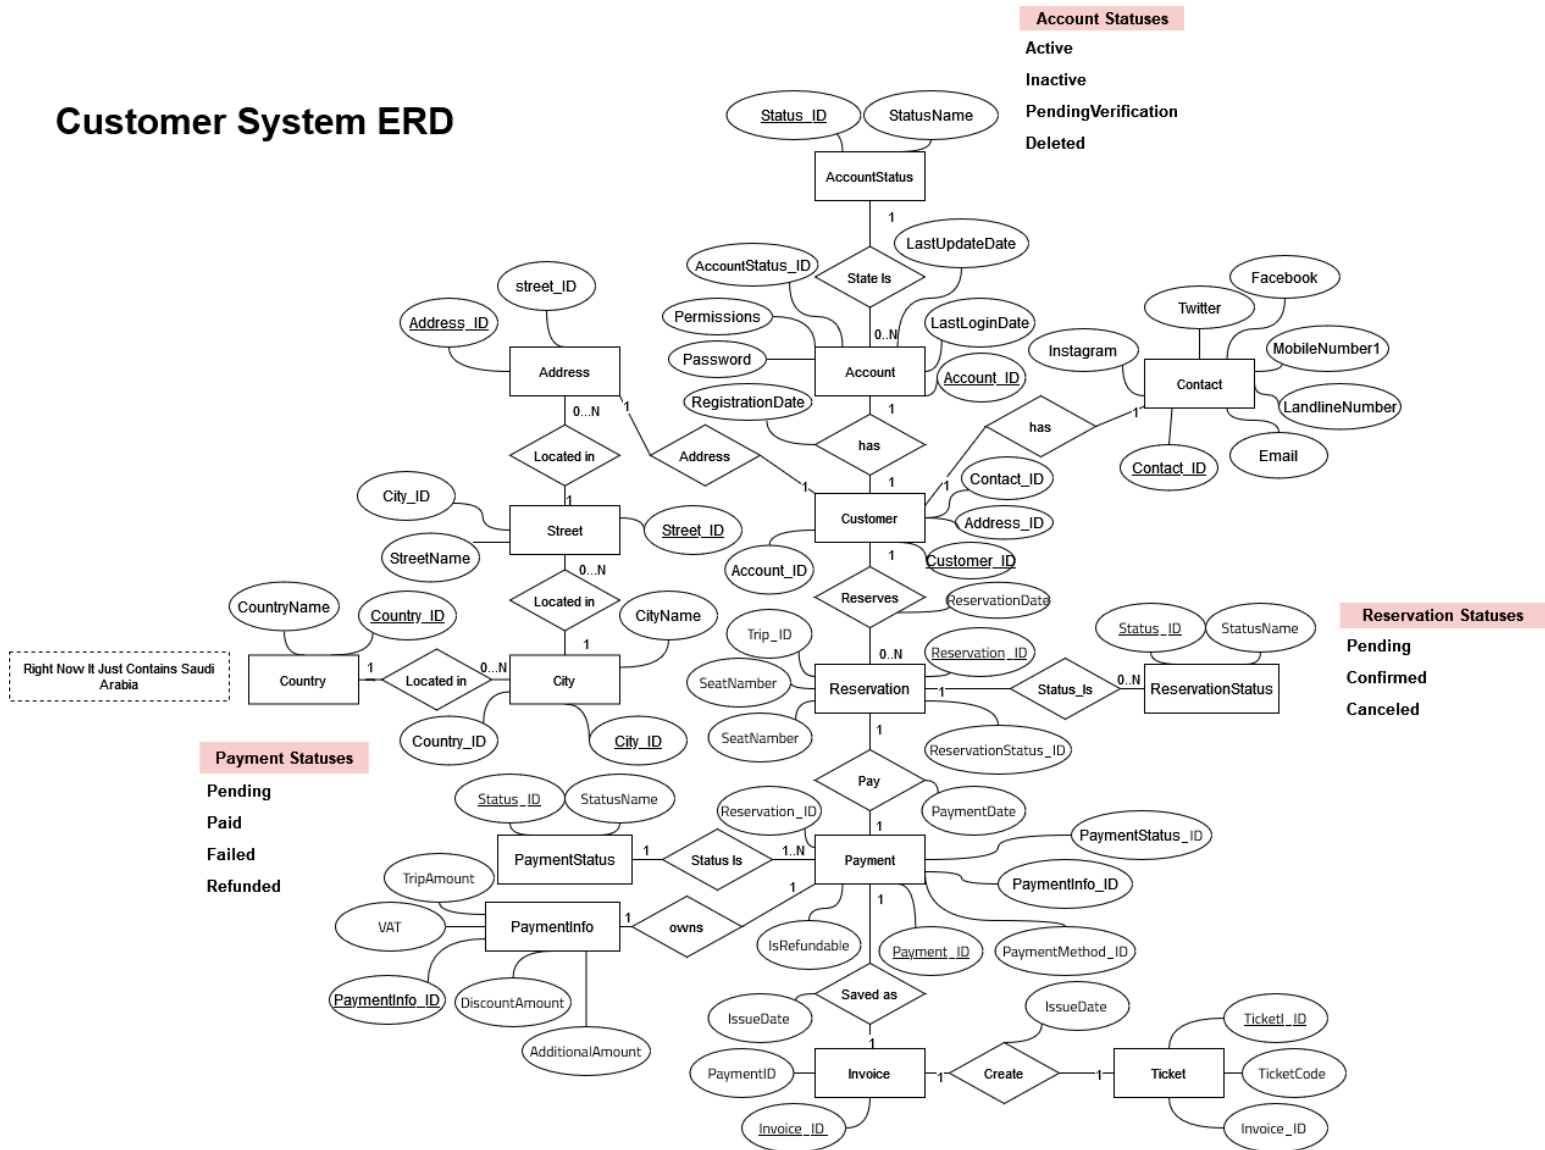 Account Statuses
Active
Inactive
PendingVerification
Deleted
Customer System ERD
Status_ID
StatusName
AccountStatus
1
State Is
0..N
AccountStatus_ID
LastUpdateDate
Permissions
LastLoginDate
Password
Account
Account_ID
RegistrationDate
1
has
1
street_ID
Address_ID
Address
0...N
1
Located in
Address
1
1
Facebook
Twitter
Instagram
MobileNumber1
Contact
LandlineNumber
1
has
1
Contact_ID
Email
City_ID
Street
Street_ID
StreetName
0...N
Located in
1
Contact_ID
Customer
Address_ID
Customer_ID
Account_ID
1
Reserves
ReservationDate
0..N
CountryName
Country_ID
CityName
Right Now It Just Contains Saudi
Arabia
Country
1
Located in
0...N
City
Country_ID
City_ID
Trip_ID
Reservation_ID
SeatNamber
Reservation
SeatNamber
ReservationStatus_ID
1
Status_Is
0..N
Status_ID
StatusName
ReservationStatus
Reservation Statuses
Pending
Confirmed
Canceled
1
Pay
PaymentDate
1
Payment Statuses
Pending
Paid
Failed
Refunded
Status_ID
StatusName
PaymentStatus
1
Status Is
1..N
Reservation_ID
Payment
PaymentStatus_ID
PaymentInfo_ID
PaymentMethod_ID
Payment_ID
IsRefundable
TripAmount
VAT
PaymentInfo
1
owns
1
PaymentInfo_ID
DiscountAmount
AdditionalAmount
1
Saved as
IssueDate
1
PaymentID
Invoice
Invoice_ID
1
Create
IssueDate
1
Ticket
TicketI_ID
TicketCode
Invoice_ID